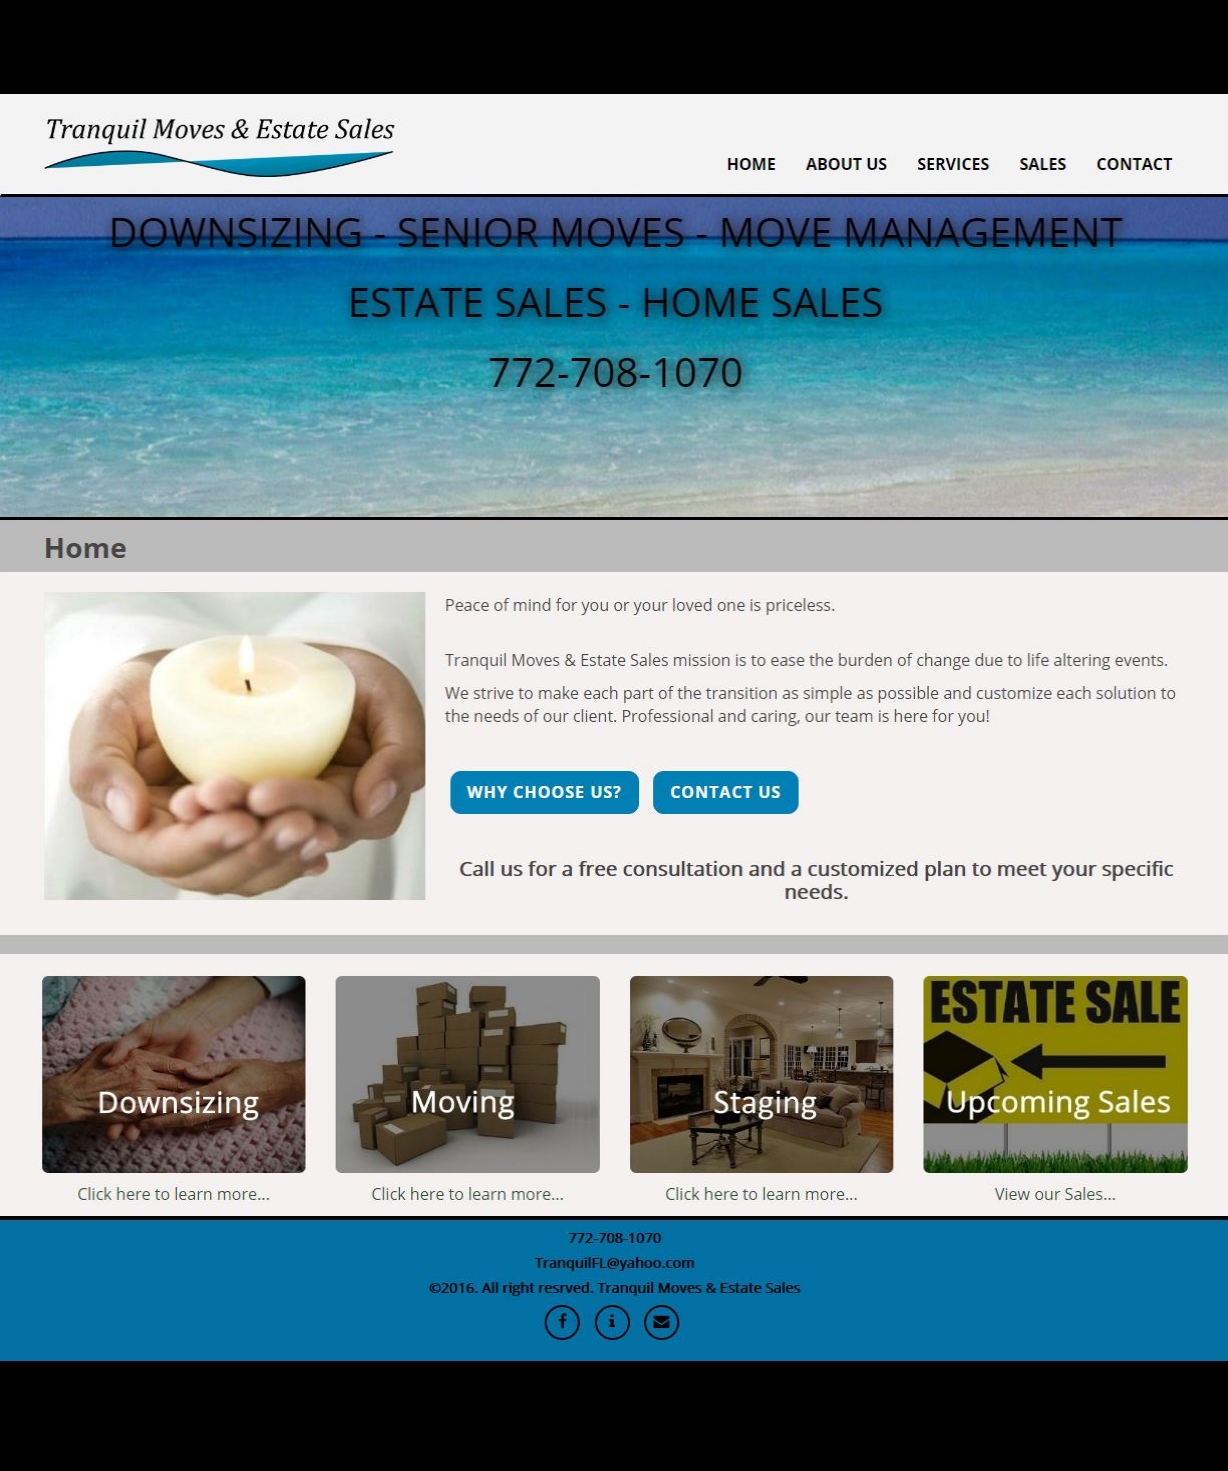 Tranquil Moves & Estate Sales
HOME ABOUT US SERVICES SALES CONTACT
DOWNSIZING - SENIOR MOVES - MOVE MANAGEMENT
ESTATE SALES - HOME SALES
772-708-1070
Home
Peace of mind for you or your loved one is priceless.
Tranquil Moves & Estate Sales mission is to ease the burden of change due to life altering events.
We strive to make each part of the transition as simple as possible and customize each solution to
the needs of our client. Professional and caring, our team is here for you!
WHY CHOOSE US? CONTACT US
Call us for a free consultation and a customized plan to meet your specific
needs.
ESTATE SALE
Downsizing Moving Staging Upcoming Sales
Click here to learn more... Click here to learn more... Click here to learn more... View our Sales...
772-708-1070
TranquilFL@yahoo.com
©2016. All right resrved. Tranquil Moves & Estate Sales